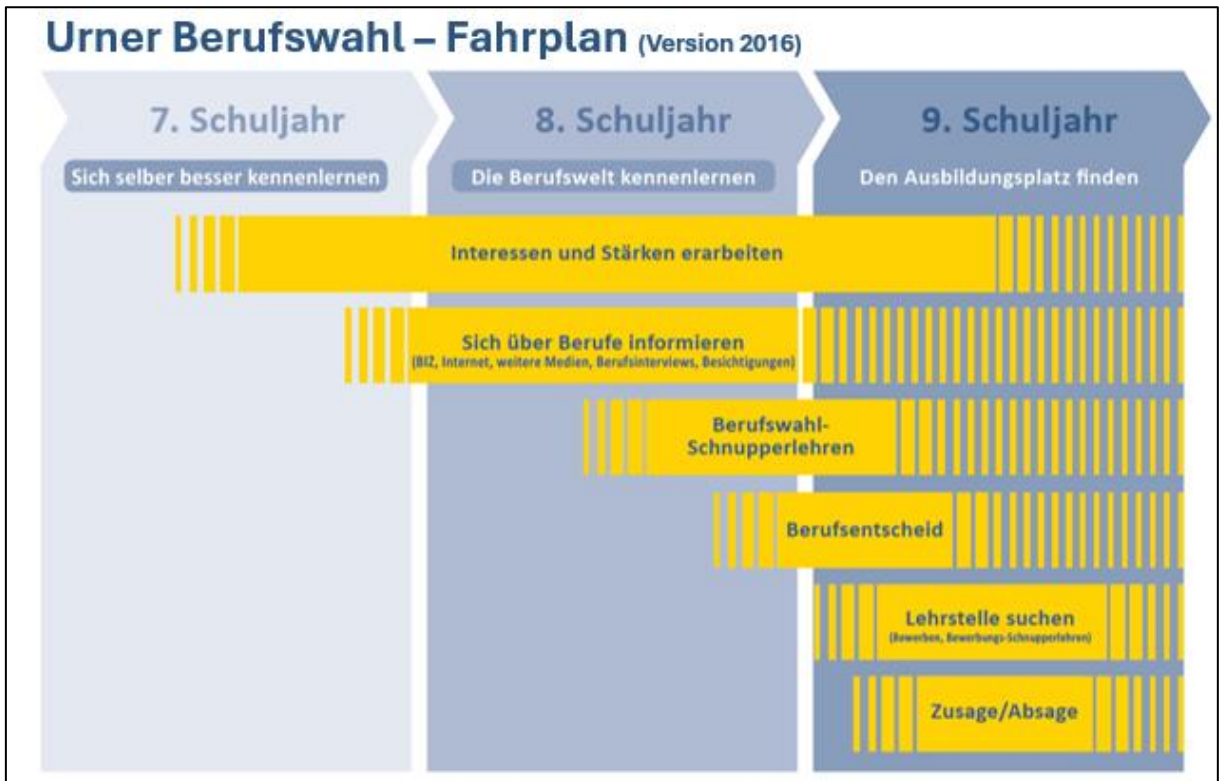 Urner Berufswahl – Fahrplan (Version 2016)
7. Schuljahr
8. Schuljahr
9. Schuljahr
Sich selber besser kennenlernen
Die Berufswelt kennenlernen
Den Ausbildungsplatz finden
Interessen und Stärken erarbeiten
Sich über Berufe informieren
(BIZ, Internet, weitere Medien, Berufsinterviews, Besichtigungen)
Berufswahl-
Schnupperlehren
Berufsentscheid
Lehrstelle suchen
(Bewerben, Bewerbungs-Schnupperlehren)
Zusage/Absage